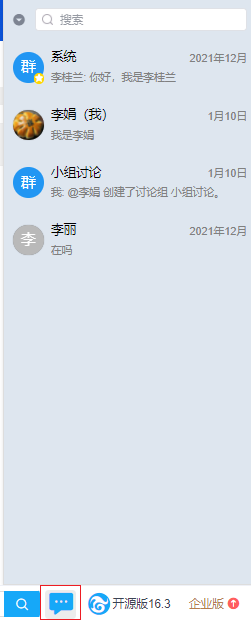 搜索
群
系统
2021年12月
李桂兰: 你好，我是李桂兰
李娟（我）
1月10日
我是李娟
群
小组讨论
1月10日
我: @李娟 创建了讨论组 小组讨论。
李
李丽
2021年12月
在吗
开源版16.3 企业版